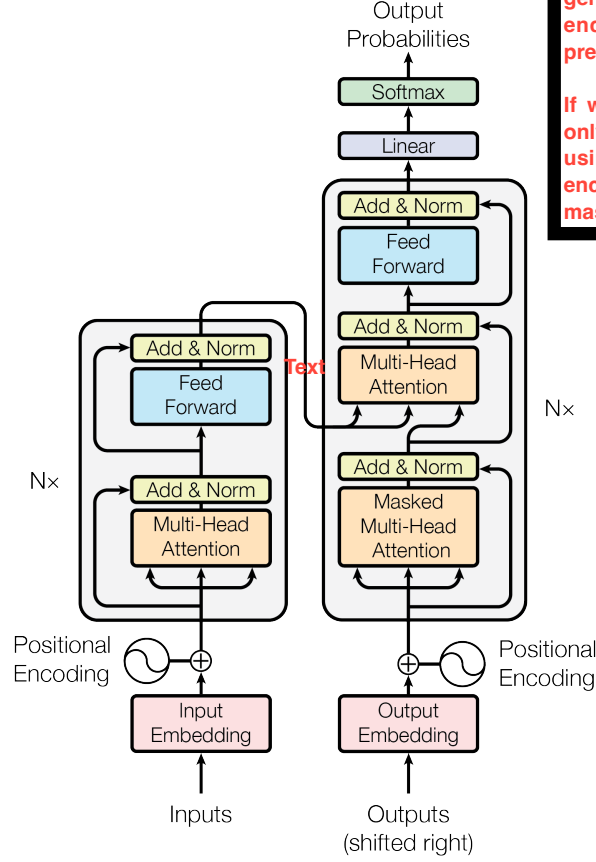 Output
Probabilities
Softmax
Linear
Add & Norm
Feed
Forward
Add & Norm
Multi-Head
Attention
Add & Norm
Masked
Multi-Head
Attention
N×
Positional
Encoding
Output
Embedding
Outputs
(shifted right)
Text
Add & Norm
Feed
Forward
Add & Norm
Multi-Head
Attention
N×
Positional
Encoding
Input
Embedding
Inputs
If